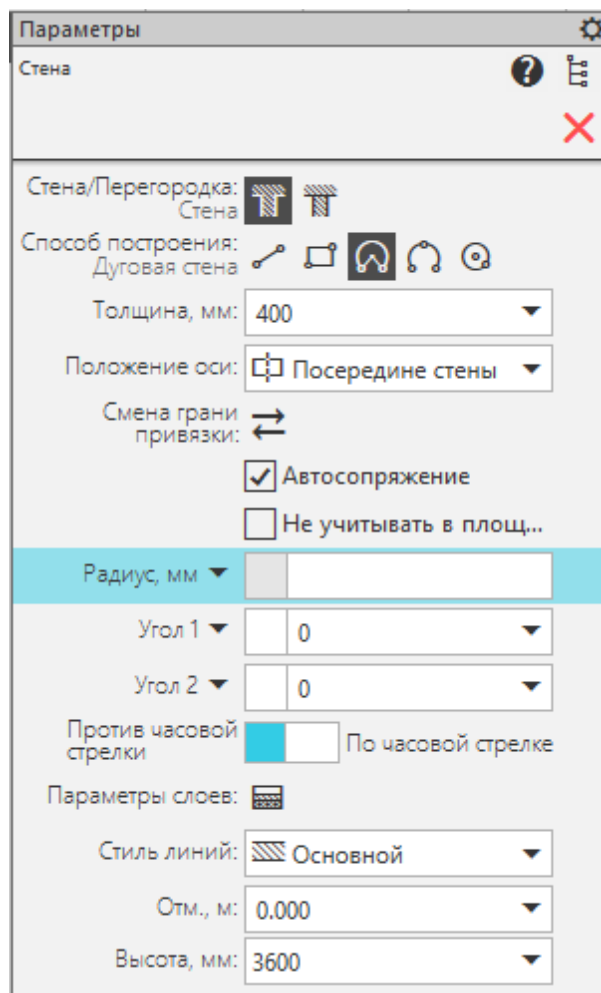 Параметры
Стена
Стена/Перегородка:
Стена
Способ построения:
Дуговая стена
Толщина, мм: 400
Положение оси: Посередине стены
Смена грани
привязки:
Автосопряжение
Не учитывать в площ...
Радиус, мм
Угол 1 0
Угол 2 0
Против часовой
стрелки
По часовой стрелке
Параметры слоев:
Стиль линий: Основной
Отм., м: 0.000
Высота, мм: 3600